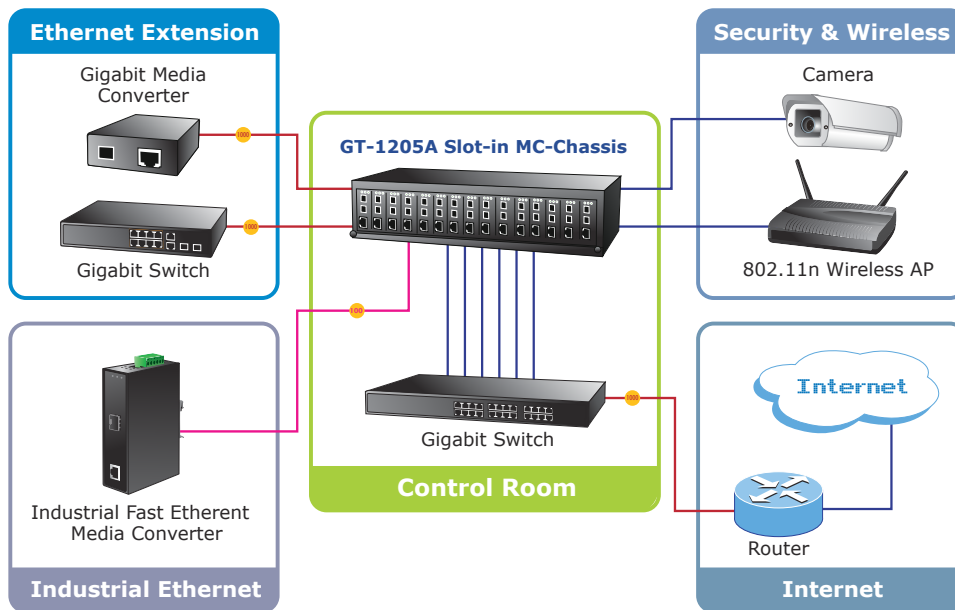 Ethernet Extension
Gigabit Media
Converter
1000
1000
Gigabit Switch
Industrial Fast Etherent
Media Converter
Industrial Ethernet
GT-1205A Slot-in MC-Chassis
100
Gigabit Switch
1000
Control Room
Security & Wireless
Camera
802.11n Wireless AP
Internet
Router
Internet